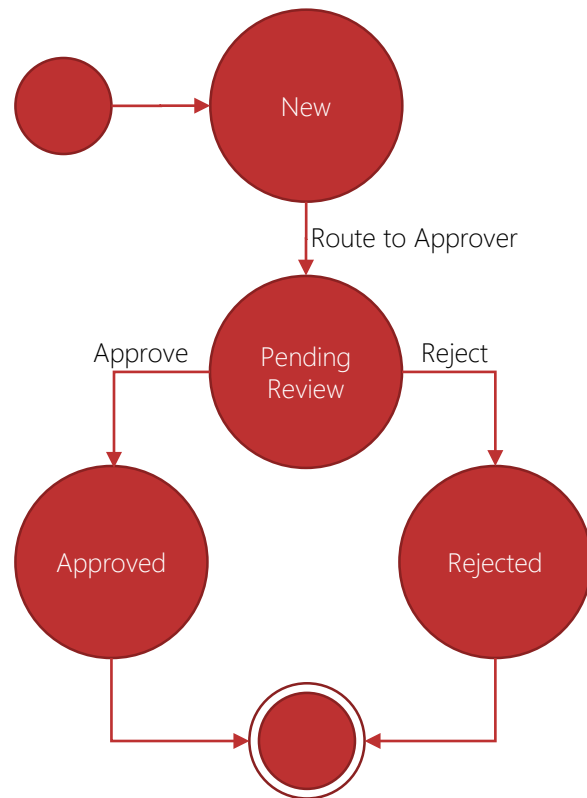 New
Route to Approver
Approve
Pending
Review
Reject
Approved
Rejected